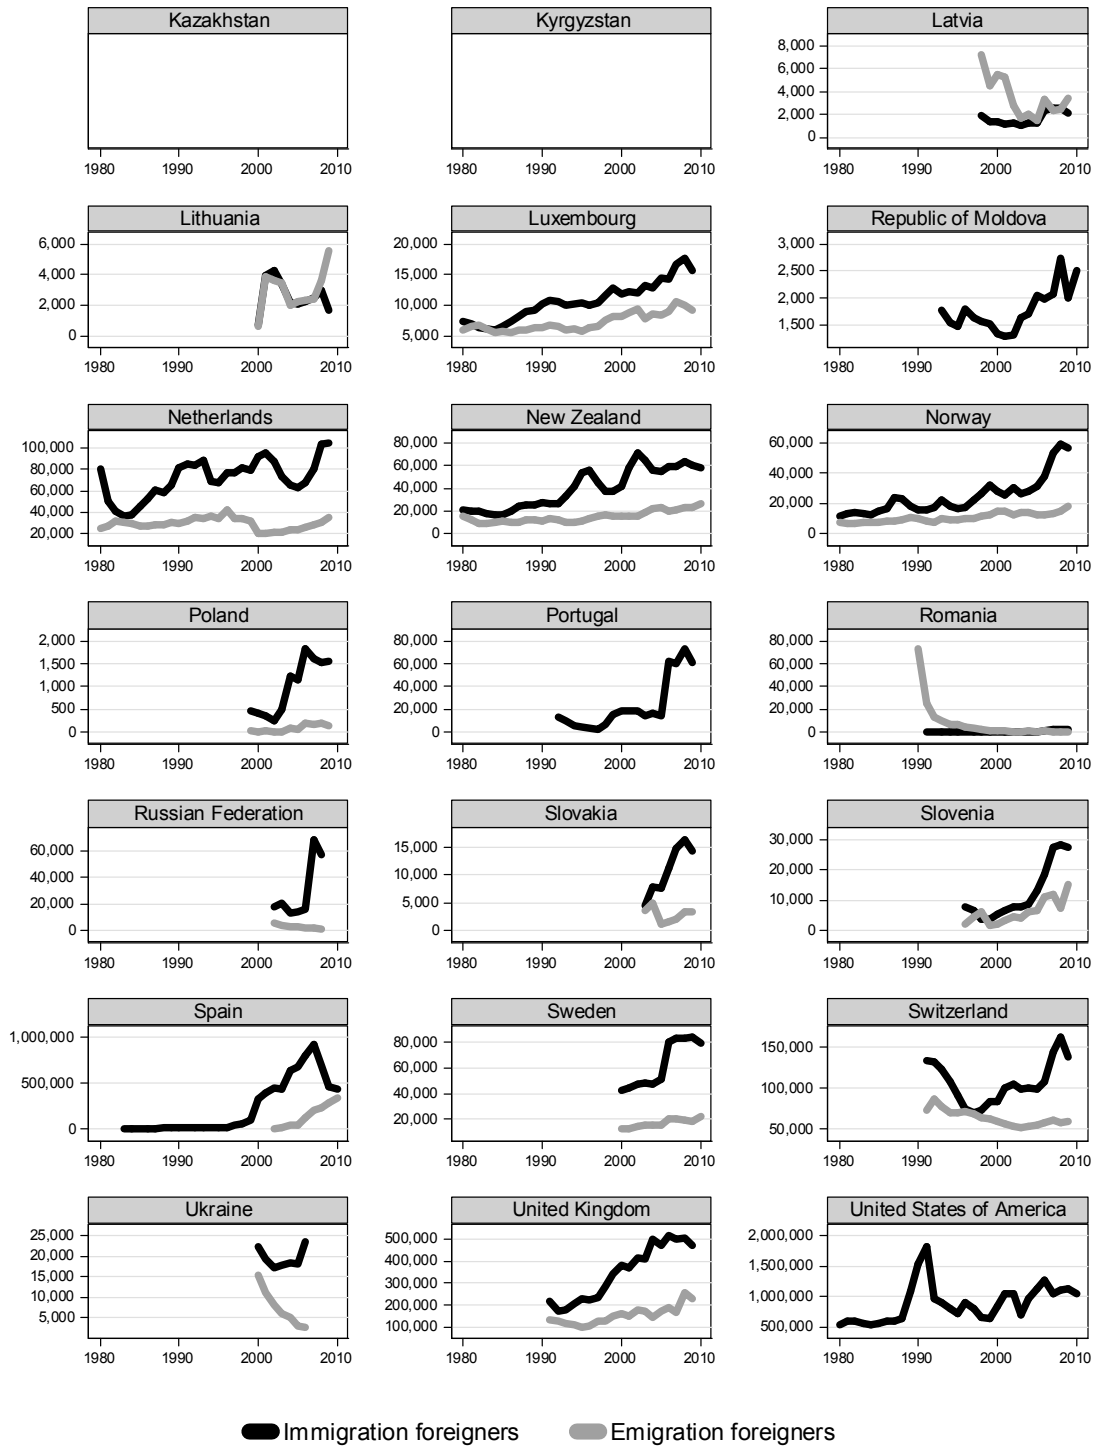 Kazakhstan Kyrgyzstan Latvia
8,000
6,000
4,000
2,000
0
1980 1990 2000 2010 1980 1990 2000 2010 1980 1990 2000 2010
Lithuania Luxembourg Republic of Moldova
6,000 20,000 3,000
4,000 15,000 2,500
2,000 10,000 2,000
0 5,000 1,500
1980 1990 2000 2010 1980 1990 2000 2010 1980 1990 2000 2010
Netherlands New Zealand Norway
100,000 80,000 60,000
80,000 60,000 40,000
60,000 40,000 20,000
40,000 20,000 0
20,000 0
1980 1990 2000 2010 1980 1990 2000 2010 1980 1990 2000 2010
Poland Portugal Romania
2,000 80,000 80,000
1,500 60,000 60,000
1,000 40,000 40,000
500 20,000 20,000
0 0 0
1980 1990 2000 2010 1980 1990 2000 2010 1980 1990 2000 2010
Russian Federation Slovakia Slovenia
60,000 15,000 30,000
40,000 10,000 20,000
20,000 5,000 10,000
0 0 0
1980 1990 2000 2010 1980 1990 2000 2010 1980 1990 2000 2010
Spain Sweden Switzerland
1,000,000 80,000 150,000
500,000 60,000 100,000
0 40,000 50,000
20,000
1980 1990 2000 2010 1980 1990 2000 2010 1980 1990 2000 2010
Ukraine United Kingdom United States of America
25,000 500,000 2,000,000
20,000 400,000 1,500,000
15,000 300,000 1,000,000
10,000 200,000 500,000
5,000 100,000
1980 1990 2000 2010 1980 1990 2000 2010 1980 1990 2000 2010
Immigration foreigners Emigration foreigners